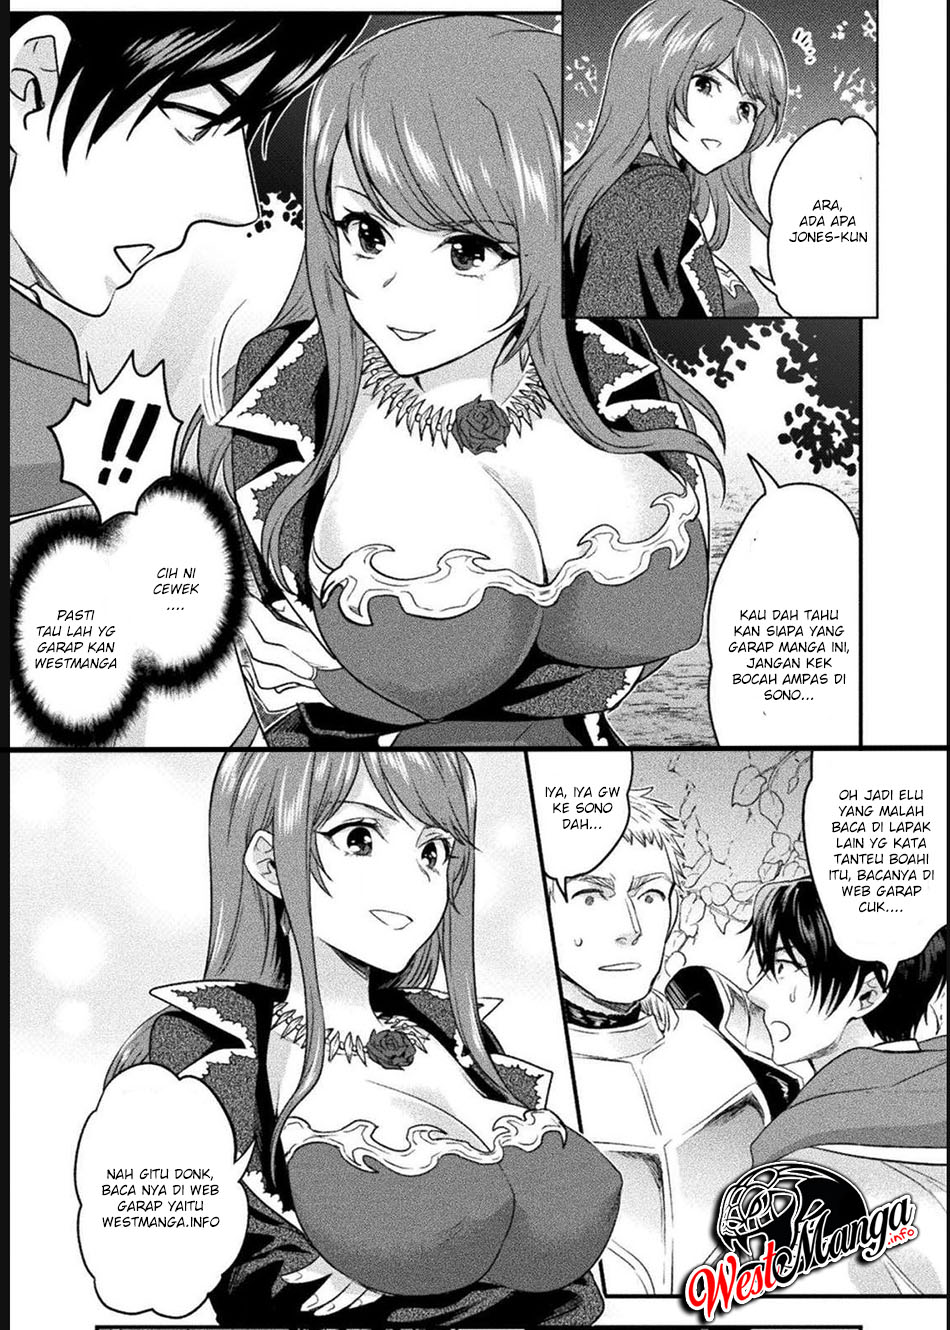 ARA,
ADA APA
JONES-KUN
KAU DAH TAHU
KAN SIAPA YANG
GARAP MANGA INI,
JANGAN KEK
BOCAH AMPAS DI
SONO...
!!
CIH NI
CEWEK
....
PASTI
TAU LAH YG
GARAP KAN
WESTMANGA
OH JADI ELU
YANG MALAH
BACA DI LAPAK
LAIN YG KATA
TANTEU BOAHI
ITU, BACANYA DI
WEB GARAP
CUK....
IYA, IYA GW
KE SONO
DAH...
NAH GITU DONK,
BACA NYA DI WEB
GARAP YAITU
WESTMANGA.INFO
WestManga
.info